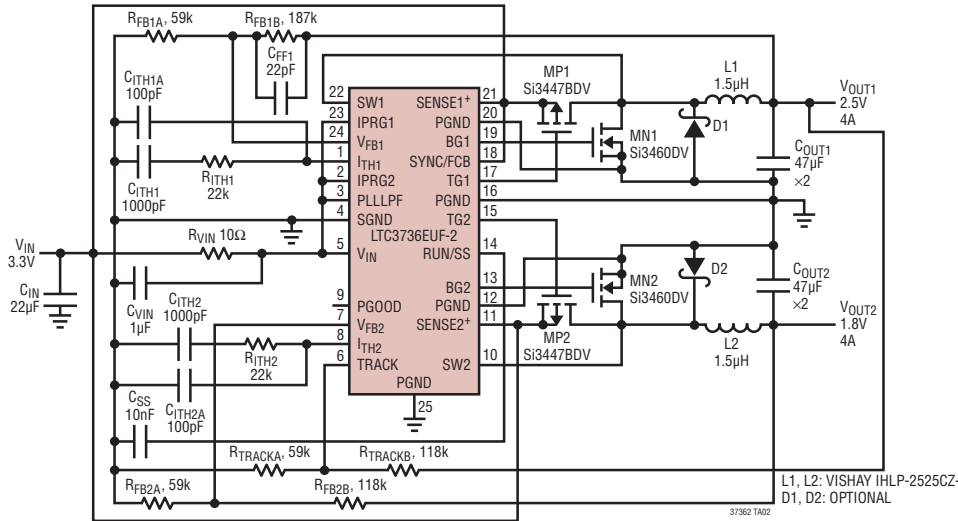 RFB1A, 59k
RFB1B, 187k
CFF1
22pF
CITH1A
100pF
CITH1
1000pF
RITH1
22k
VIN
3.3V
CIN
22µF
RVIN 10Ω
CVIN
1µF
CITH2
1000pF
RITH2
22k
CITH2A
100pF
CSS
10nF
RTRACKA, 59k
RTRACKB, 118k
RFB2A, 59k
RFB2B, 118k
22
23
24
1
2
3
4
5
9
7
8
6
SW1
IPRG1
VFB1
ITH1
IPRG2
PLLLPF
SGND
LTC3736EUF-2
VIN
PGOOD
VFB2
ITH2
TRACK
PGND
25
SENSE1+
PGND
BG1
SYNC/FCB
TG1
PGND
TG2
RUN/SS
BG2
PGND
SENSE2+
SW2
21
20
19
18
17
16
15
14
13
12
11
10
MP1
Si3447BDV
MN1
Si3460DV
D1
L1
1.5µH
VOUT1
2.5V
4A
COUT1
47µF
×2
MN2
Si3460DV
D2
MP2
Si3447BDV
L2
1.5µH
COUT2
47µF
×2
VOUT2
1.8V
4A
L1, L2: VISHAY IHLP-2525CZ-
D1, D2: OPTIONAL
37362 TA02